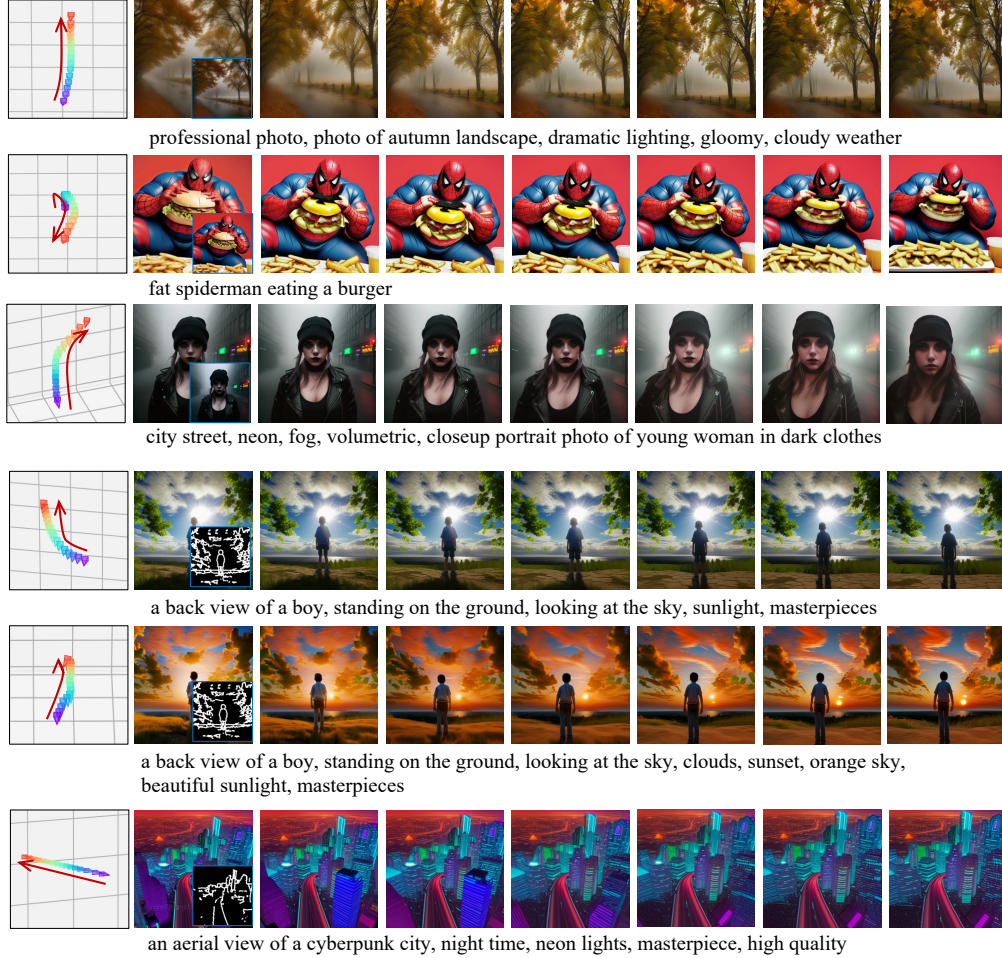 professional photo, photo of autumn landscape, dramatic lighting, gloomy, cloudy weather
fat spiderman eating a burger
city street, neon, fog, volumetric, closeup portrait photo of young woman in dark clothes
a back view of a boy, standing on the ground, looking at the sky, sunlight, masterpieces
a back view of a boy, standing on the ground, looking at the sky, clouds, sunset, orange sky,
beautiful sunlight, masterpieces
an aerial view of a cyberpunk city, night time, neon lights, masterpiece, high quality